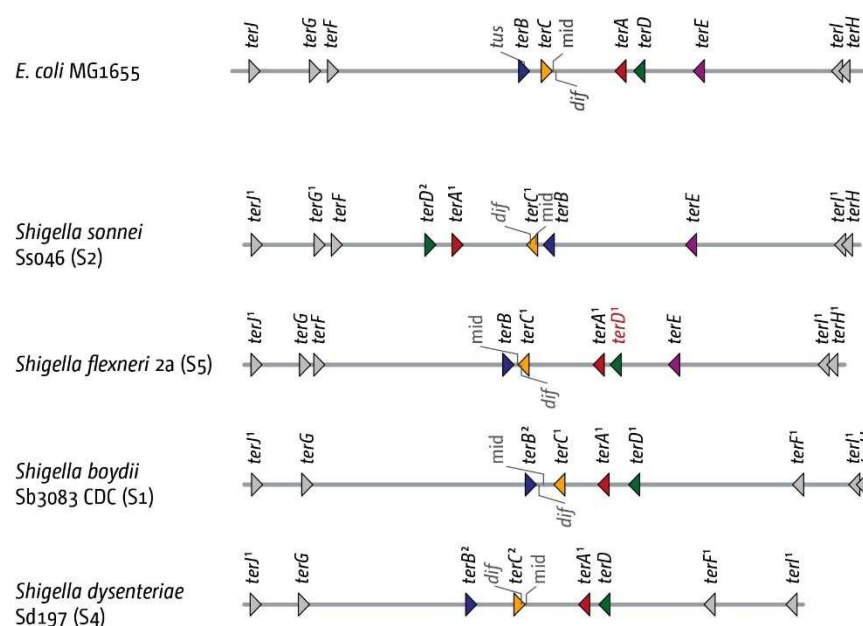 terJ terG terF tus terB terC mid terA terD terE terI terH
E. coli MG1655
dif
terJ¹ terG¹ terF terD² terA¹ dif terC¹ mid terB terE terI¹ terH
Shigella sonnei
Ss046 (S2)
terJ¹ terG terF mid terB terC¹ terA¹ terD¹ terE terI¹ terH¹
Shigella flexneri 2a (S5)
dif
terJ¹ terG mid terB² terC¹ terA¹ terD¹ terF¹ terI¹
Shigella boydii
Sb3083 CDC (S1)
dif
terJ¹ terG terB² dif terC² mid terA¹ terD terF¹ terI¹
Shigella dysenteriae
Sd197 (S4)